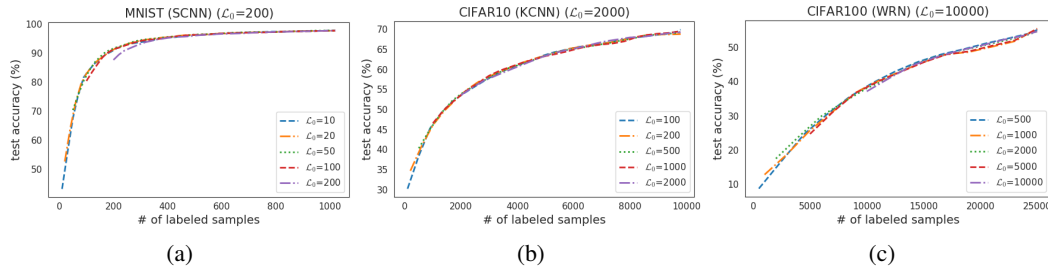 MNIST (SCNN) (ℒ₀=200)
100
90
80
70
60
50
test accuracy (%)
0
200
400
600
800
1000
# of labeled samples
ℒ₀=10
ℒ₀=20
ℒ₀=50
ℒ₀=100
ℒ₀=200
(a)
CIFAR10 (KCNN) (ℒ₀=2000)
70
65
60
55
50
45
40
35
30
test accuracy (%)
0
2000
4000
6000
8000
10000
# of labeled samples
ℒ₀=100
ℒ₀=200
ℒ₀=500
ℒ₀=1000
ℒ₀=2000
(b)
CIFAR100 (WRN) (ℒ₀=10000)
50
40
30
20
10
test accuracy (%)
0
5000
10000
15000
20000
25000
# of labeled samples
ℒ₀=500
ℒ₀=1000
ℒ₀=2000
ℒ₀=5000
ℒ₀=10000
(c)